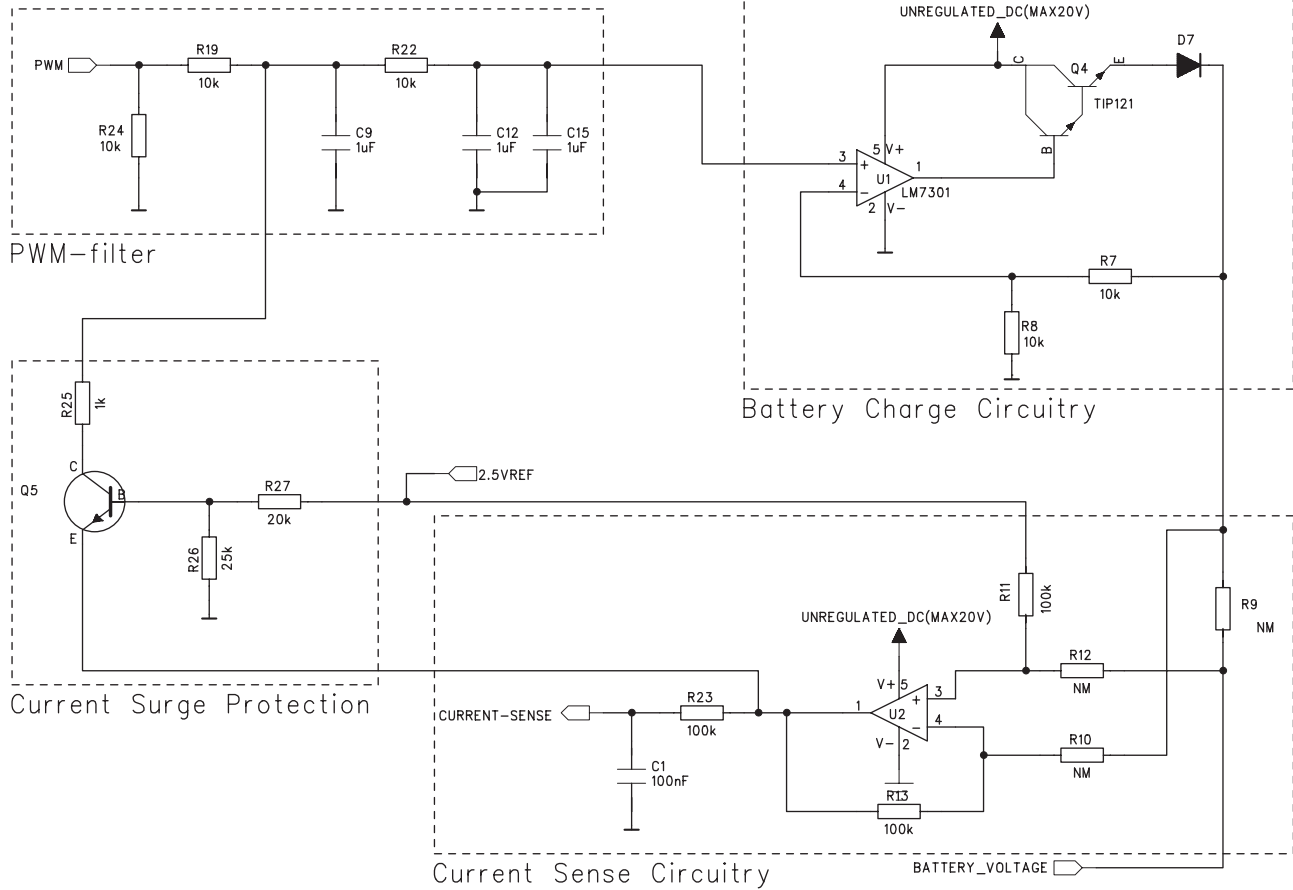 UNREGULATED_DC(MAX20V)
PWM
R19
10k
R22
10k
R24
10k
C9
1uF
C12
1uF
C15
1uF
C
Q4
E
D7
TIP121
B
3
+
5
V+
U1
1
4
−
LM7301
2
V−
PWM-filter
R7
10k
R8
10k
Battery Charge Circuitry
R25
1k
C
Q5
B
E
R27
20k
2.5VREF
R26
25k
Current Surge Protection
R11
100k
R9
NM
UNREGULATED_DC(MAX20V)
R12
NM
V+
5
3
+
U2
1
−
4
V−
2
R10
NM
R23
100k
CURRENT-SENSE
C1
100nF
R13
100k
Current Sense Circuitry
BATTERY_VOLTAGE